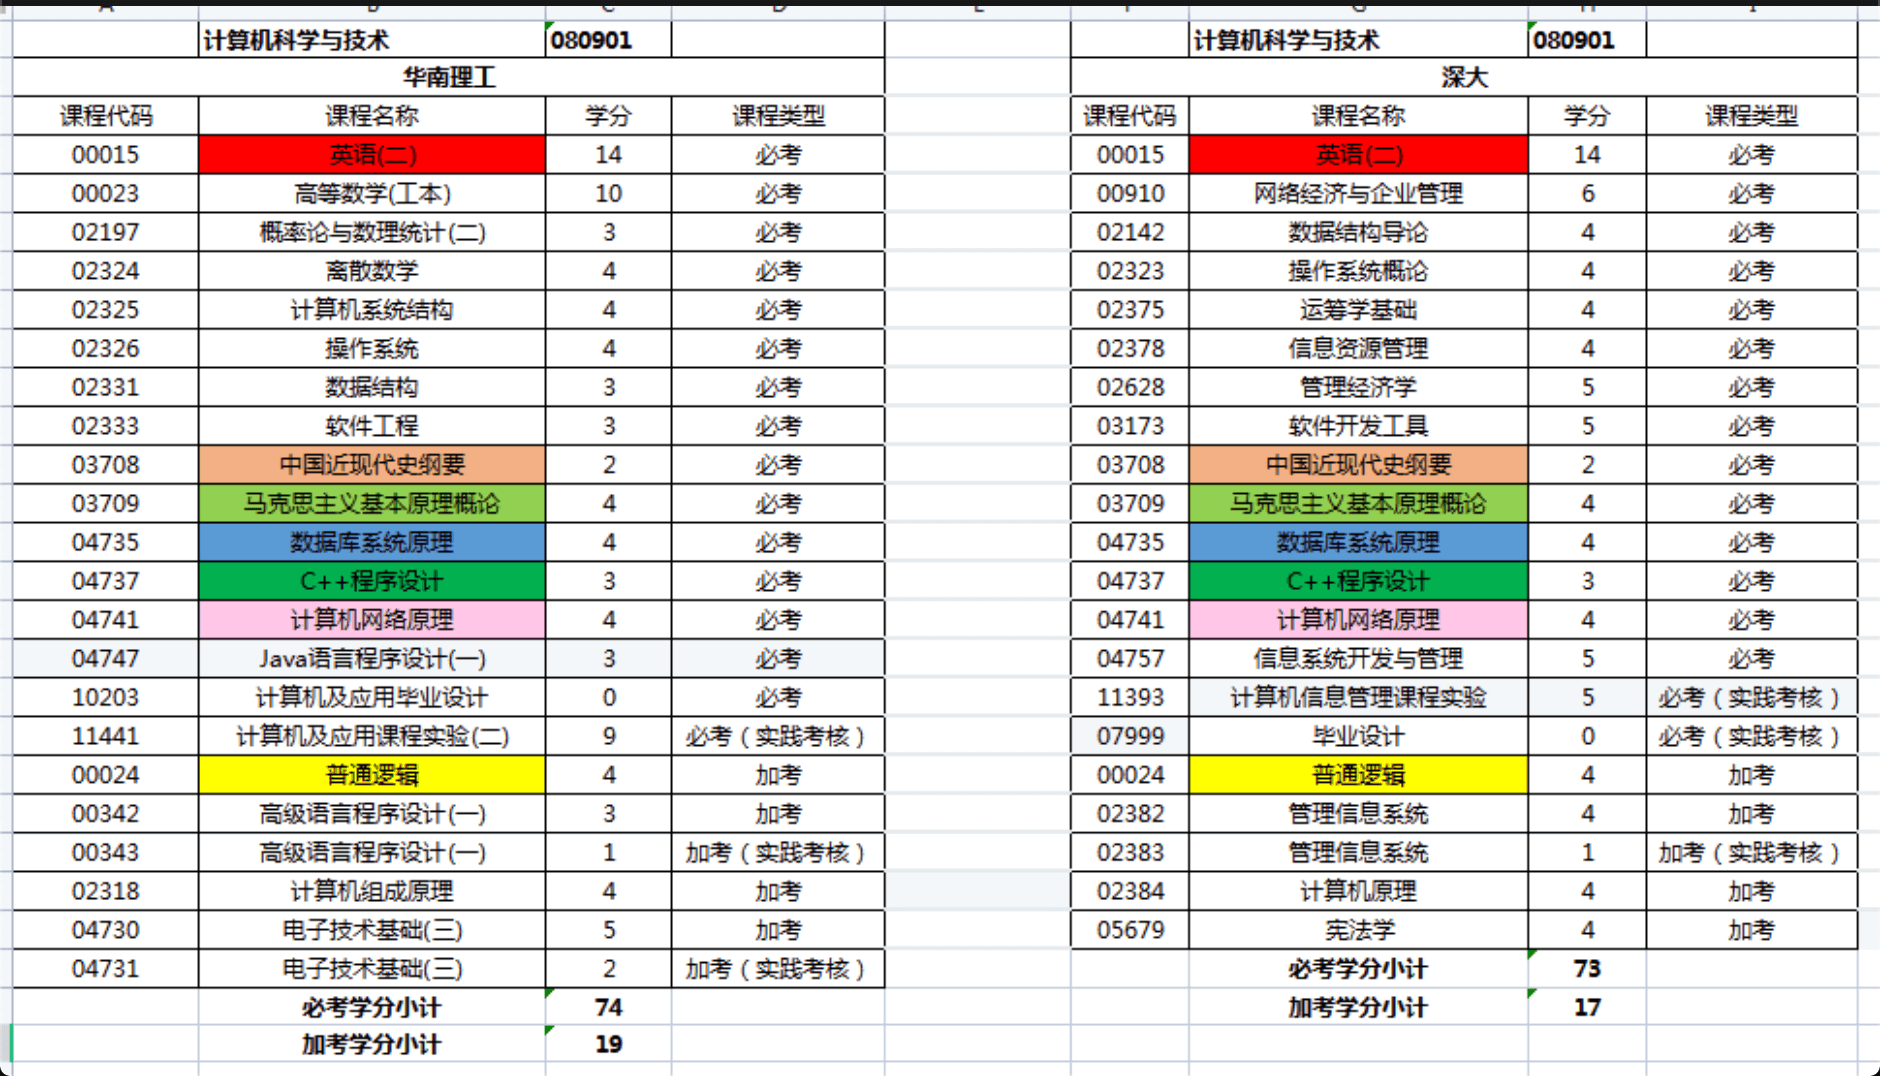 计算机科学与技术 080901
华南理工
课程代码 课程名称 学分 课程类型
00015 英语(二) 14 必考
00023 高等数学(工本) 10 必考
02197 概率论与数理统计(二) 3 必考
02324 离散数学 4 必考
02325 计算机系统结构 4 必考
02326 操作系统 4 必考
02331 数据结构 3 必考
02333 软件工程 3 必考
03708 中国近现代史纲要 2 必考
03709 马克思主义基本原理概论 4 必考
04735 数据库系统原理 4 必考
04737 C++程序设计 3 必考
04741 计算机网络原理 4 必考
04747 Java语言程序设计(一) 3 必考
10203 计算机及应用毕业设计 0 必考
11441 计算机及应用课程实验(二) 9 必考（实践考核）
00024 普通逻辑 4 加考
00342 高级语言程序设计(一) 3 加考
00343 高级语言程序设计(一) 1 加考（实践考核）
02318 计算机组成原理 4 加考
04730 电子技术基础(三) 5 加考
04731 电子技术基础(三) 2 加考（实践考核）
必考学分小计 74
加考学分小计 19
计算机科学与技术 080901
深大
课程代码 课程名称 学分 课程类型
00015 英语(二) 14 必考
00910 网络经济与企业管理 6 必考
02142 数据结构导论 4 必考
02323 操作系统概论 4 必考
02375 运筹学基础 4 必考
02378 信息资源管理 4 必考
02628 管理经济学 5 必考
03173 软件开发工具 5 必考
03708 中国近现代史纲要 2 必考
03709 马克思主义基本原理概论 4 必考
04735 数据库系统原理 4 必考
04737 C++程序设计 3 必考
04741 计算机网络原理 4 必考
04757 信息系统开发与管理 5 必考
11393 计算机信息管理课程实验 5 必考（实践考核）
07999 毕业设计 0 必考（实践考核）
00024 普通逻辑 4 加考
02382 管理信息系统 4 加考
02383 管理信息系统 1 加考（实践考核）
02384 计算机原理 4 加考
05679 宪法学 4 加考
必考学分小计 73
加考学分小计 17